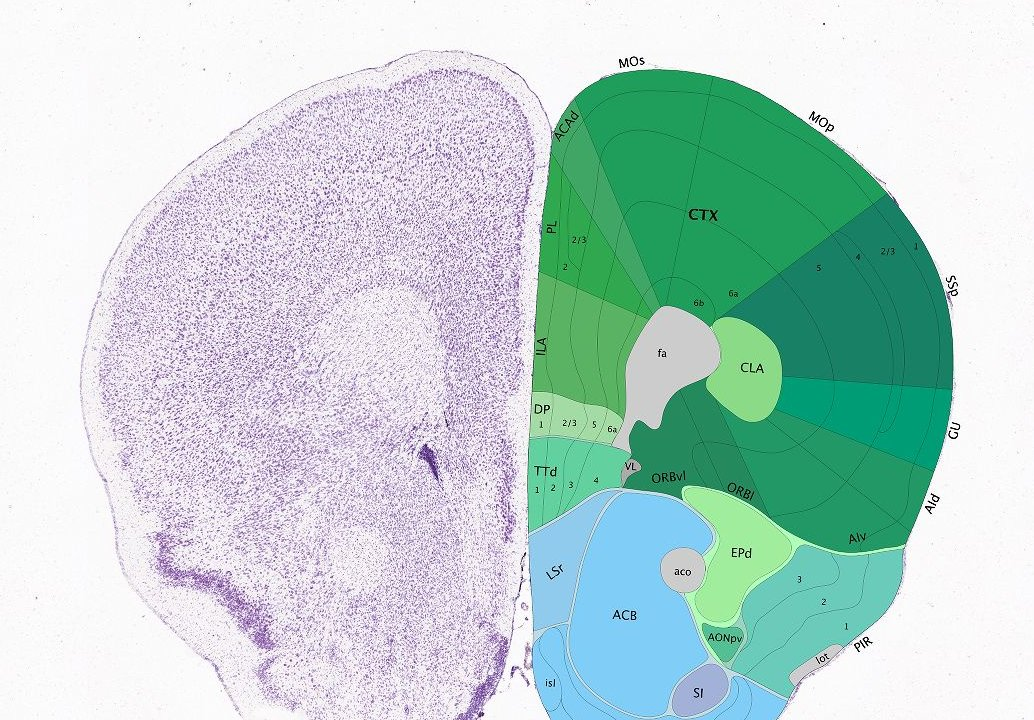 MOs
MOp
ACAd
CTX
PL
2/3
2
5
4
2/3
1
SSp
6b
6a
ILA
fa
CLA
DP
1
2/3
5
6a
GU
TTd
1
2
3
4
VL
ORBvl
ORBl
AId
AIv
LSr
aco
EPd
3
2
1
ACB
AONpv
PIR
lot
isl
SI